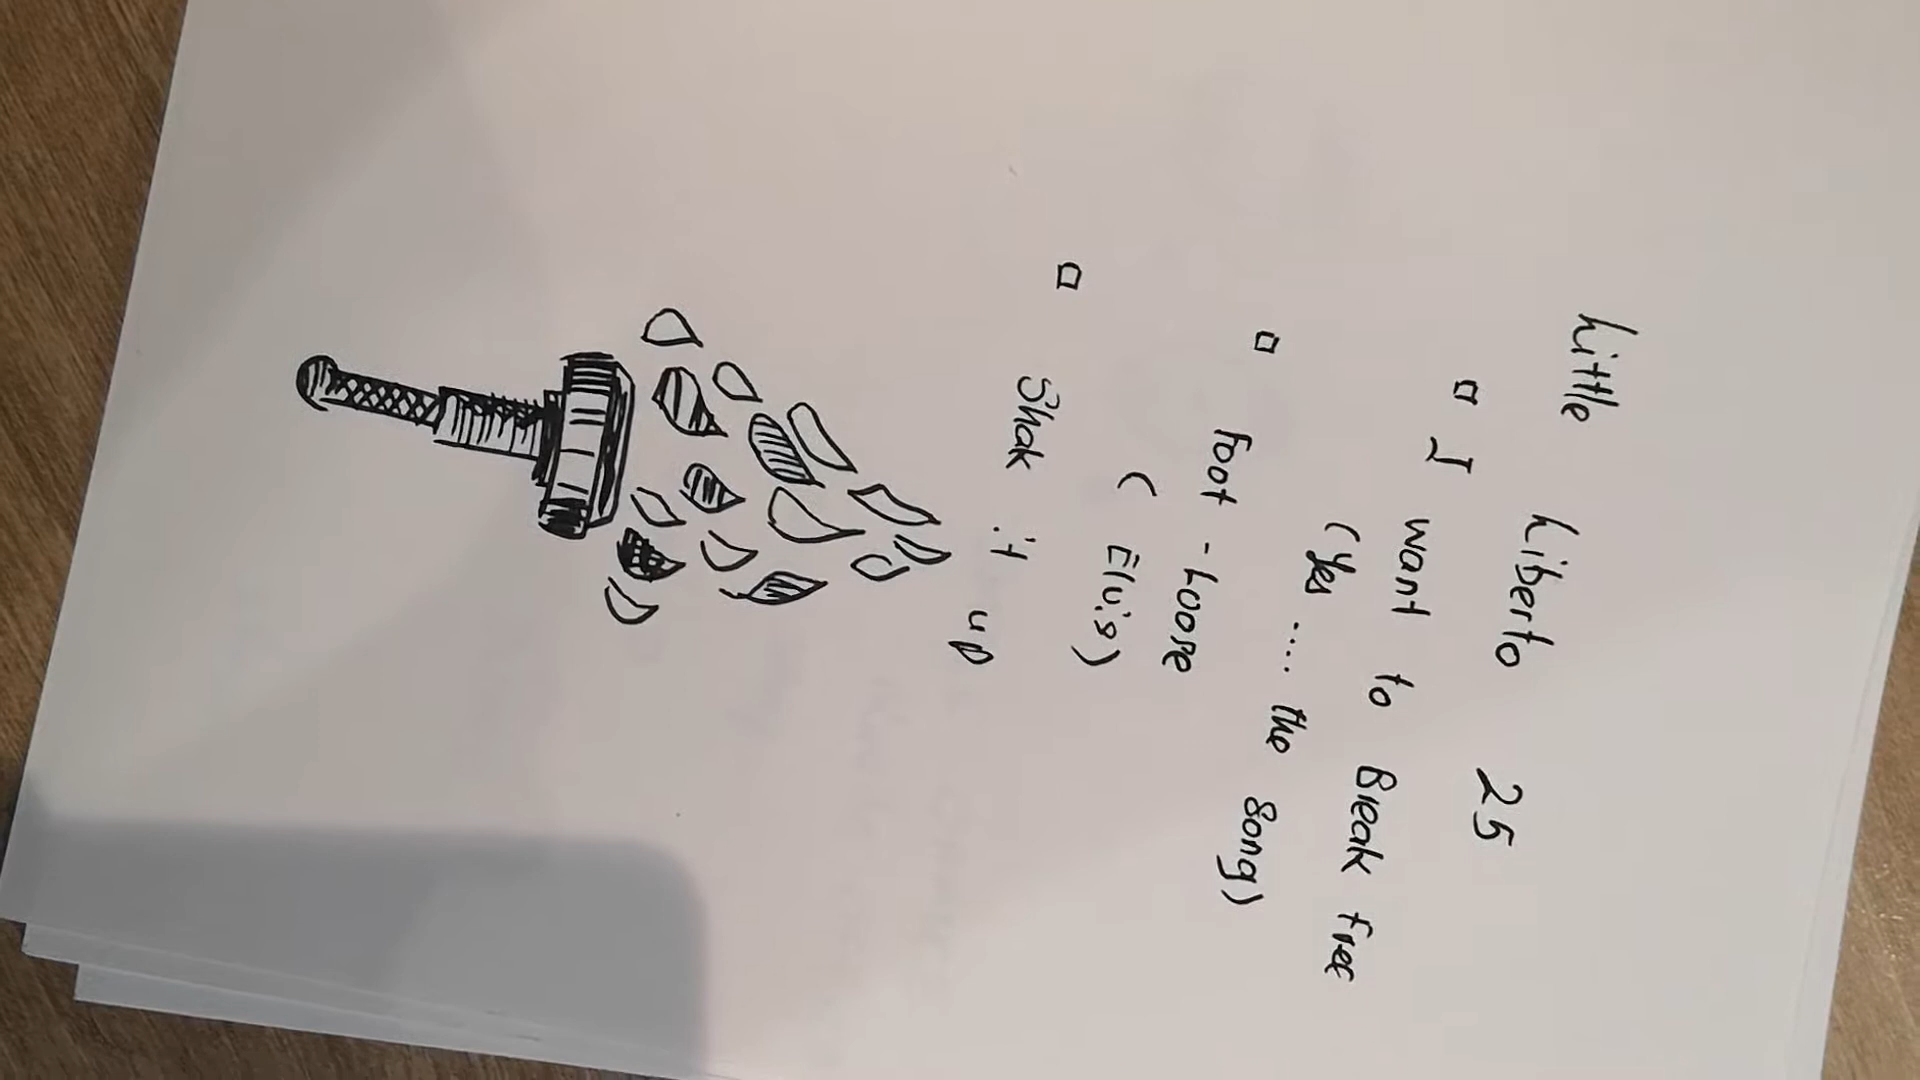 Little Liberto 25
I want to Break free
(Yes ..... the song)
Foot - Loose
( Elvis)
Shak it up